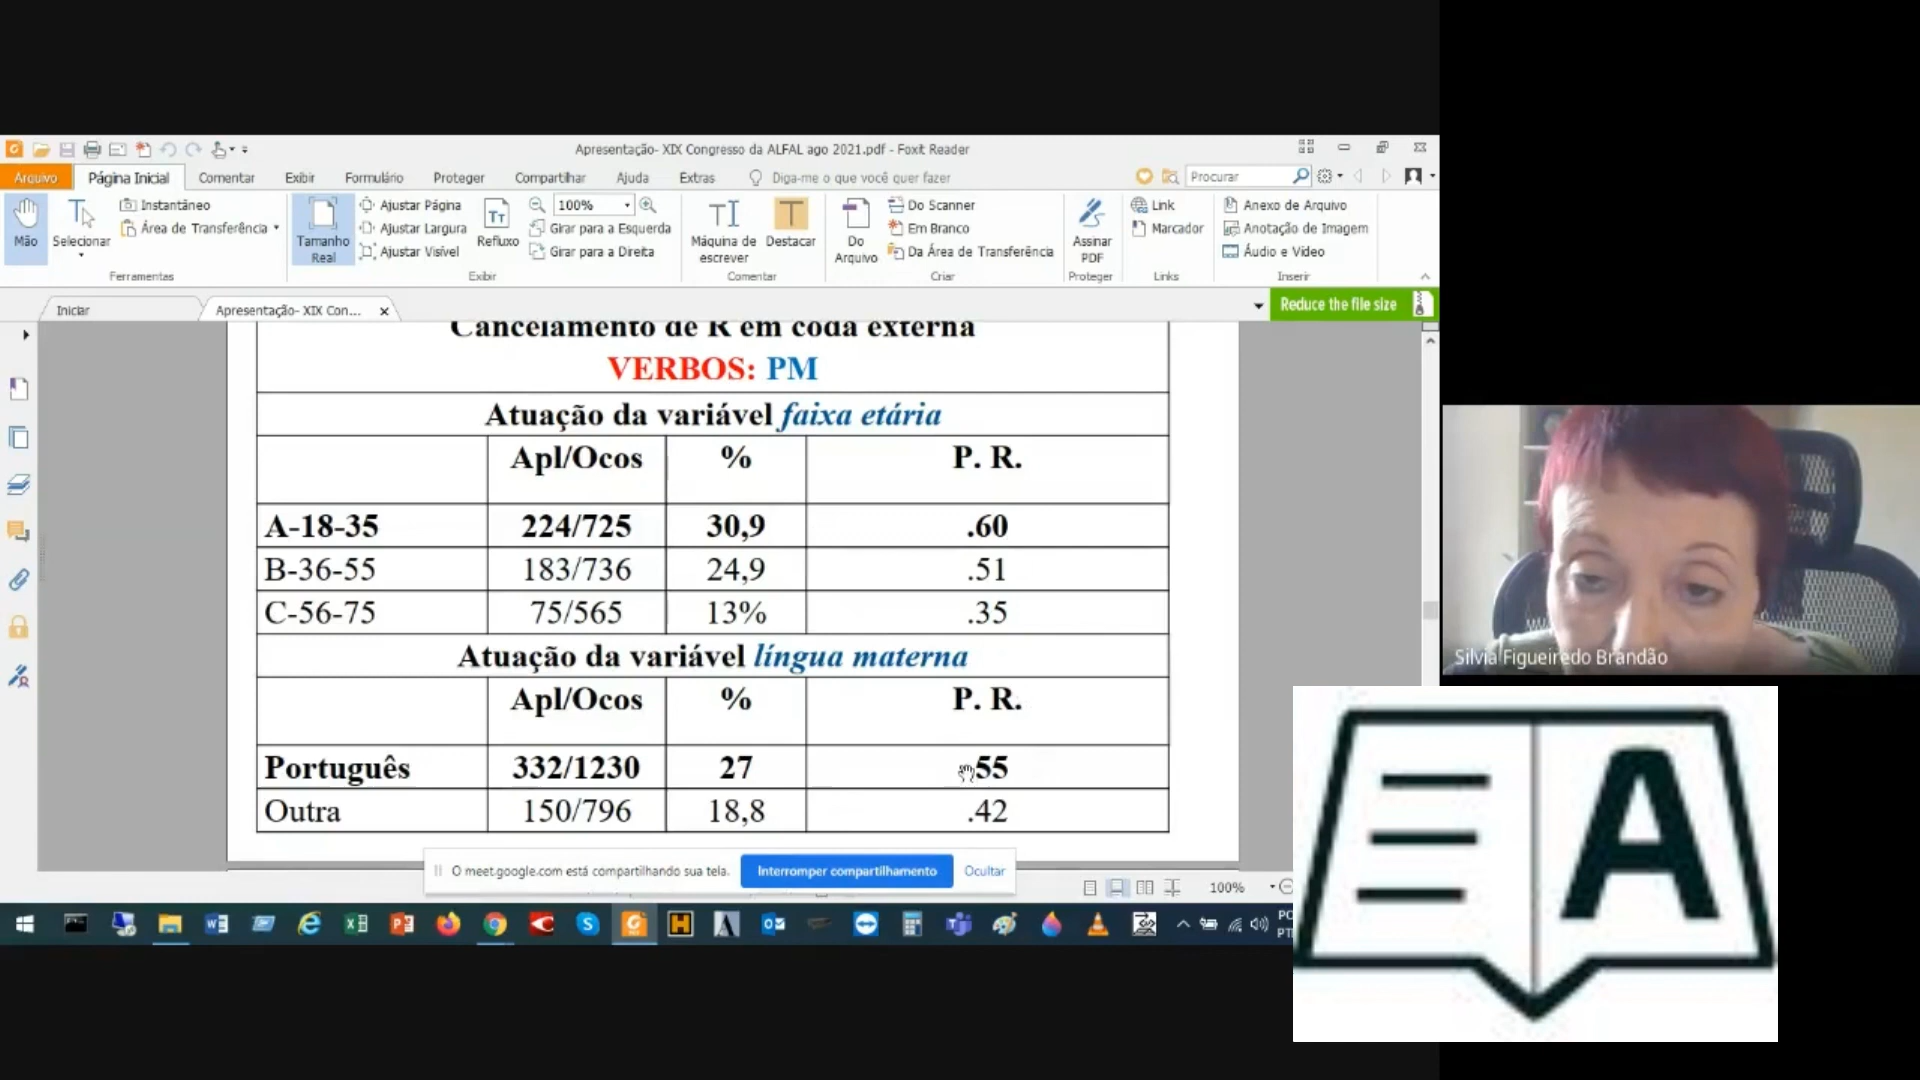 Apresentação- XIX Congresso da ALFAL ago 2021.pdf - Foxit Reader
Arquivo Página Inicial Comentar Exibir Formulário Proteger Compartilhar Ajuda Extras Diga-me o que você quer fazer Procurar
Mão
Selecionar
Instantâneo
Área de Transferência
Ferramentas
Tamanho
Real
Ajustar Página
Ajustar Largura
Ajustar Visível
Refluxo
100%
Girar para a Esquerda
Girar para a Direita
Exibir
Máquina de
escrever
Destacar
Comentar
Do
Arquivo
Do Scanner
Em Branco
Da Área de Transferência
Criar
Assinar
PDF
Proteger
Link
Marcador
Links
Anexo de Arquivo
Anotação de Imagem
Áudio e Vídeo
Inserir
Iniciar
Apresentação- XIX Con...
Reduce the file size
Cancelamento de R em coda externa
VERBOS: PM
Atuação da variável faixa etária
Apl/Ocos % P. R.
A-18-35 224/725 30,9 .60
B-36-55 183/736 24,9 .51
C-56-75 75/565 13% .35
Atuação da variável língua materna
Apl/Ocos % P. R.
Português 332/1230 27 55
Outra 150/796 18,8 .42
O meet.google.com está compartilhando sua tela. Interromper compartilhamento Ocultar
100%
Silvia Figueiredo Brandão
A